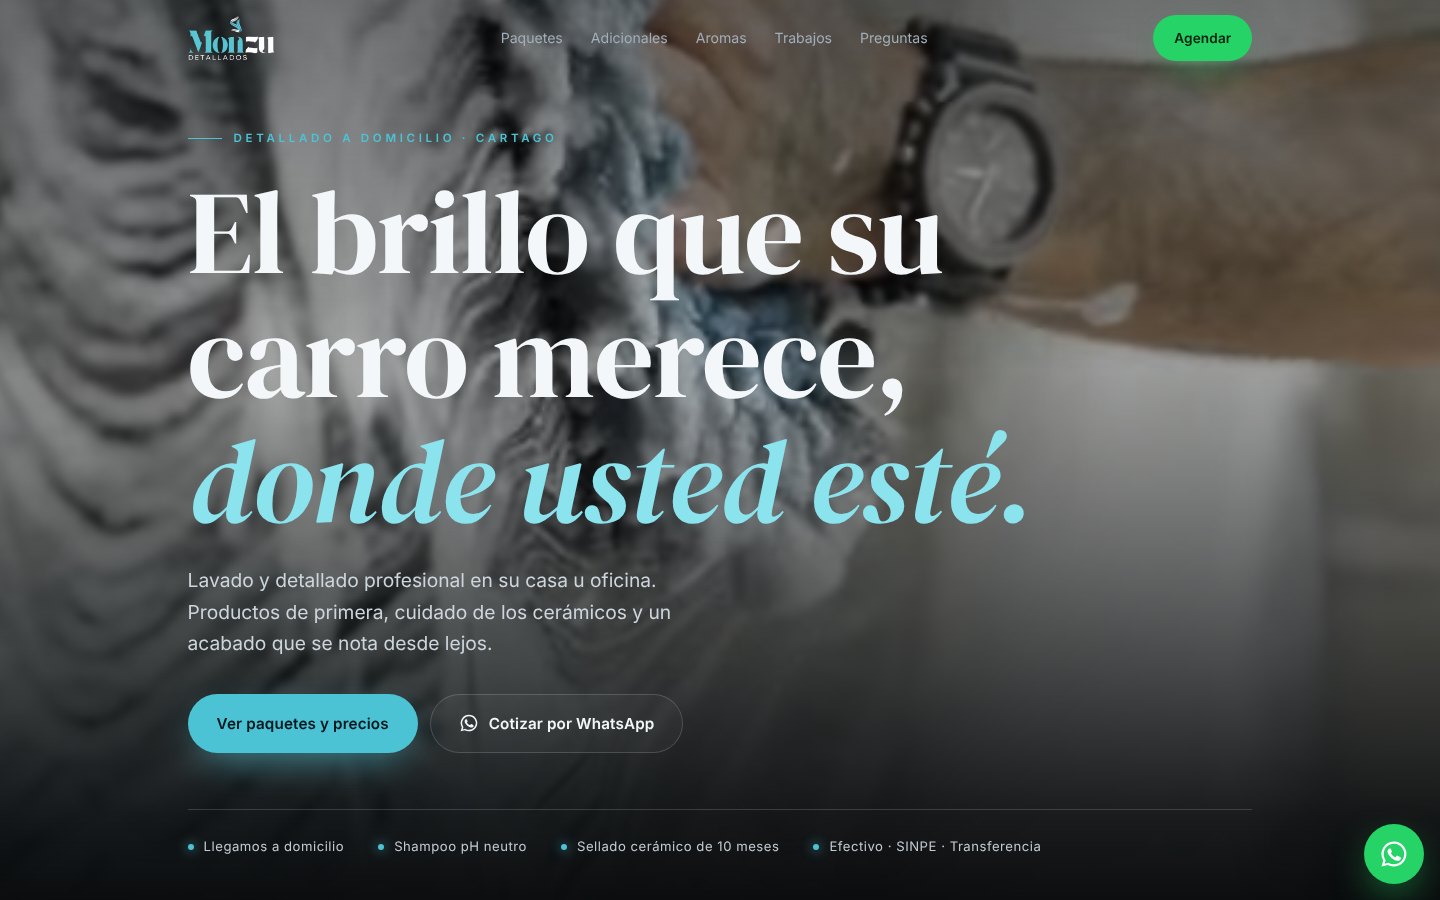 Monzu
DETALLADOS
Paquetes
Adicionales
Aromas
Trabajos
Preguntas
Agendar
DETALLADO A DOMICILIO · CARTAGO
El brillo que su
carro merece,
donde usted esté.
Lavado y detallado profesional en su casa u oficina.
Productos de primera, cuidado de los cerámicos y un
acabado que se nota desde lejos.
Ver paquetes y precios
Cotizar por WhatsApp
Llegamos a domicilio
Shampoo pH neutro
Sellado cerámico de 10 meses
Efectivo · SINPE · Transferencia